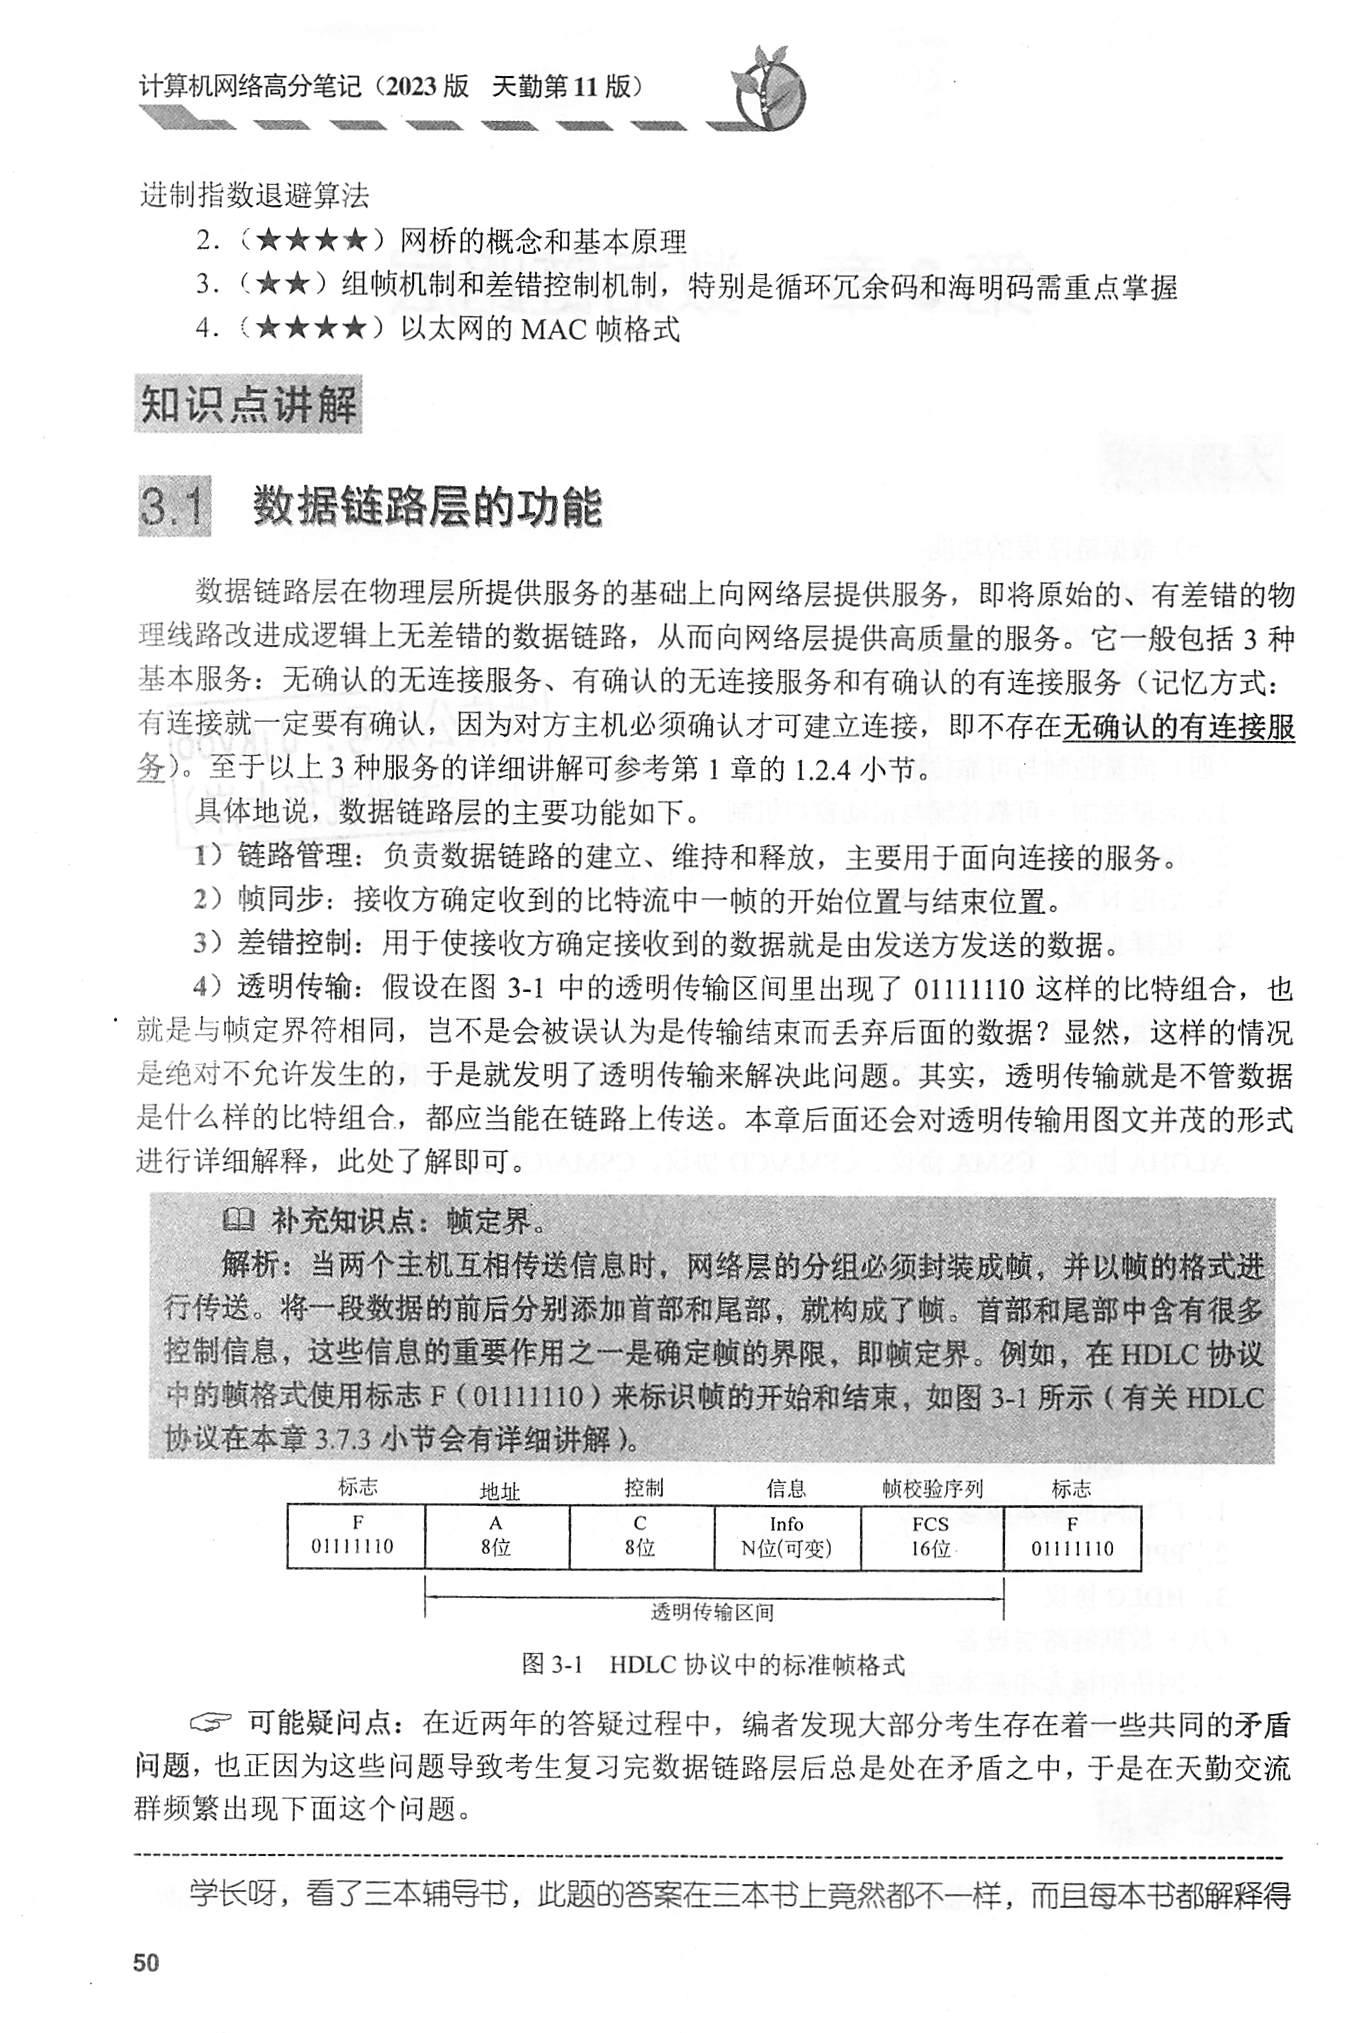 计算机网络高分笔记（2023版　天勤第11版）
进制指数退避算法
2.（★★★★）网桥的概念和基本原理
3.（★★）组帧机制和差错控制机制，特别是循环冗余码和海明码需重点掌握
4.（★★★★）以太网的 MAC 帧格式
知识点讲解
3.1　数据链路层的功能
数据链路层在物理层所提供服务的基础上向网络层提供服务，即将原始的、有差错的物
理线路改进成逻辑上无差错的数据链路，从而向网络层提供高质量的服务。它一般包括 3 种
基本服务：无确认的无连接服务、有确认的无连接服务和有确认的有连接服务（记忆方式：
有连接就一定要有确认，因为对方主机必须确认才可建立连接，即不存在无确认的有连接服
务）。至于以上 3 种服务的详细讲解可参考第 1 章的 1.2.4 小节。
具体地说，数据链路层的主要功能如下。
1）链路管理：负责数据链路的建立、维持和释放，主要用于面向连接的服务。
2）帧同步：接收方确定收到的比特流中一帧的开始位置与结束位置。
3）差错控制：用于使接收方确定接收到的数据就是由发送方发送的数据。
4）透明传输：假设在图 3-1 中的透明传输区间里出现了 01111110 这样的比特组合，也
就是与帧定界符相同，岂不是会被误认为是传输结束而丢弃后面的数据？显然，这样的情况
是绝对不允许发生的，于是就发明了透明传输来解决此问题。其实，透明传输就是不管数据
是什么样的比特组合，都应当能在链路上传送。本章后面还会对透明传输用图文并茂的形式
进行详细解释，此处了解即可。
补充知识点：帧定界。
解析：当两个主机互相传送信息时，网络层的分组必须封装成帧，并以帧的格式进
行传送。将一段数据的前后分别添加首部和尾部，就构成了帧。首部和尾部中含有很多
控制信息，这些信息的重要作用之一是确定帧的界限，即帧定界。例如，在 HDLC 协议
中的帧格式使用标志 F（01111110）来标识帧的开始和结束，如图 3-1 所示（有关 HDLC
协议在本章 3.7.3 小节会有详细讲解）。
标志　地址　控制　信息　帧校验序列　标志
F　A　C　Info　FCS　F
01111110　8位　8位　N位(可变)　16位　01111110
透明传输区间
图 3-1　HDLC 协议中的标准帧格式
☞ 可能疑问点：在近两年的答疑过程中，编者发现大部分考生存在着一些共同的矛盾
问题，也正因为这些问题导致考生复习完数据链路层后总是处在矛盾之中，于是在天勤交流
群频繁出现下面这个问题。
学长呀，看了三本辅导书，此题的答案在三本书上竟然都不一样，而且每本书都解释得
50